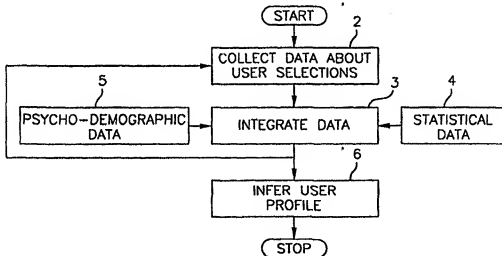 START
2
COLLECT DATA ABOUT
USER SELECTIONS
5
3
4
PSYCHO-DEMOGRAPHIC
DATA
INTEGRATE DATA
STATISTICAL
DATA
6
INFER USER
PROFILE
STOP